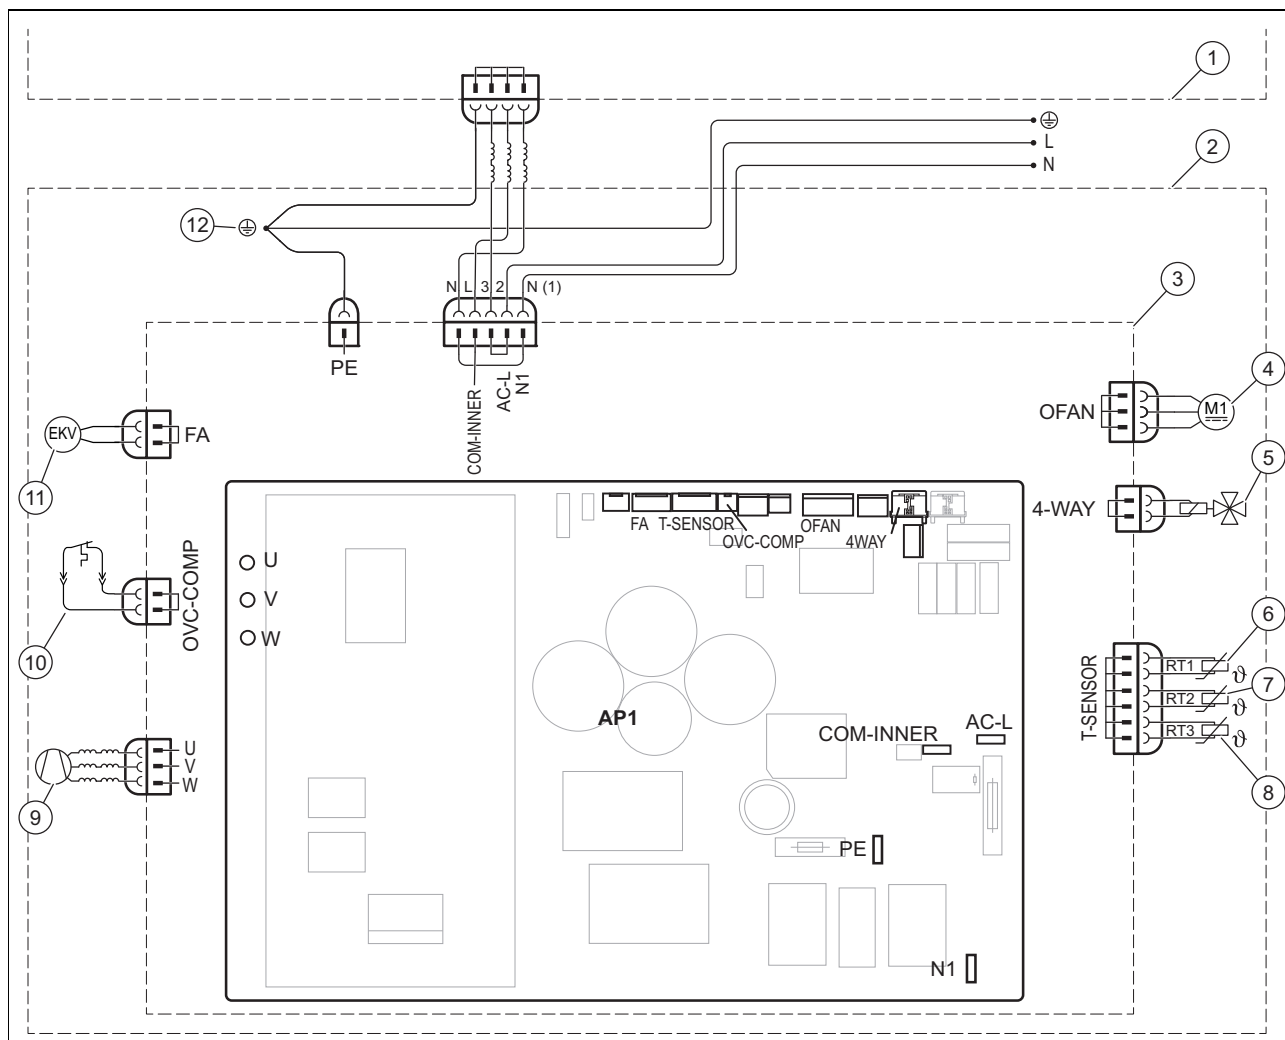 1
L
N
2
12
N L 3 2 N (1)
3
PE
COM-INNER
AC-L
N1
4
OFAN
M1
EKV
FA
11
5
4-WAY
FA T-SENSOR
OVC-COMP
OFAN
4WAY
OVC-COMP
U
V
W
10
6
T-SENSOR
RT1
ϑ
7
RT2
ϑ
RT3
ϑ
8
AP1
COM-INNER
AC-L
U
V
W
9
PE
N1